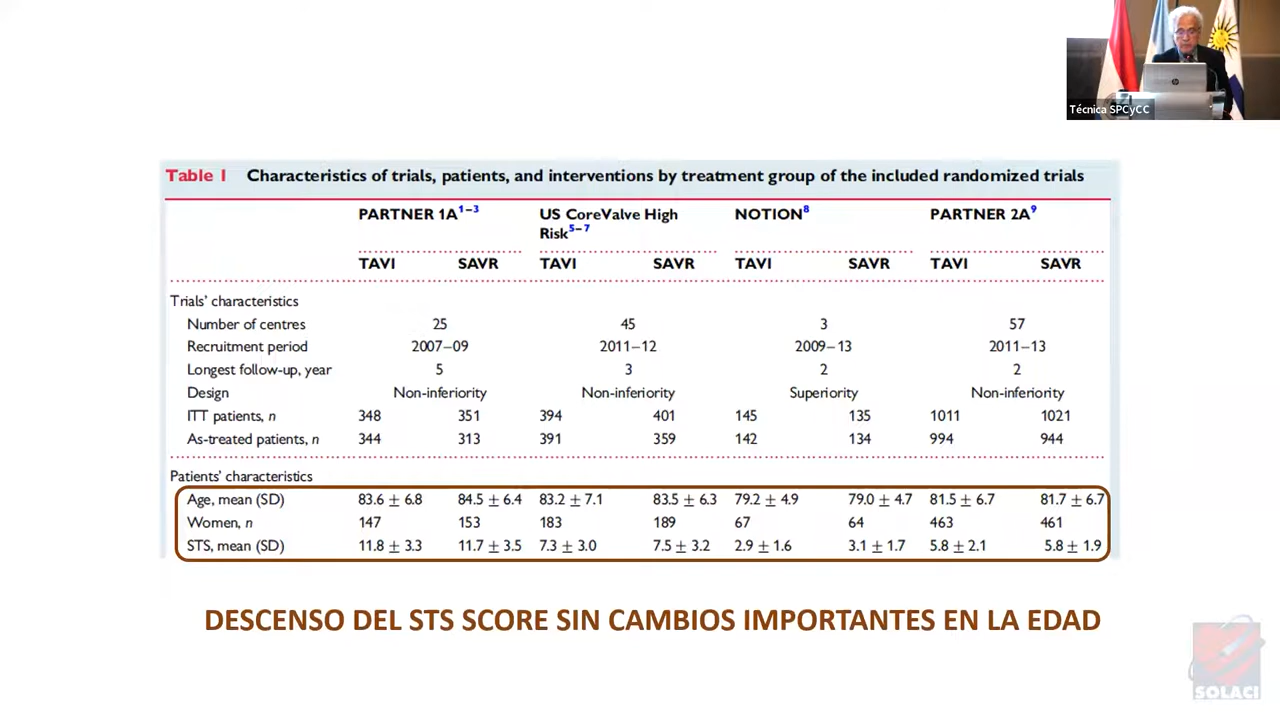 Técnica SPCyCC
Table 1 Characteristics of trials, patients, and interventions by treatment group of the included randomized trials
PARTNER 1A1–3 US CoreValve High Risk5–7 NOTION8 PARTNER 2A9
TAVI SAVR TAVI SAVR TAVI SAVR TAVI SAVR
Trials’ characteristics
Number of centres 25 45 3 57
Recruitment period 2007–09 2011–12 2009–13 2011–13
Longest follow-up, year 5 3 2 2
Design Non-inferiority Non-inferiority Superiority Non-inferiority
ITT patients, n 348 351 394 401 145 135 1011 1021
As-treated patients, n 344 313 391 359 142 134 994 944
Patients’ characteristics
Age, mean (SD) 83.6 ± 6.8 84.5 ± 6.4 83.2 ± 7.1 83.5 ± 6.3 79.2 ± 4.9 79.0 ± 4.7 81.5 ± 6.7 81.7 ± 6.7
Women, n 147 153 183 189 67 64 463 461
STS, mean (SD) 11.8 ± 3.3 11.7 ± 3.5 7.3 ± 3.0 7.5 ± 3.2 2.9 ± 1.6 3.1 ± 1.7 5.8 ± 2.1 5.8 ± 1.9
DESCENSO DEL STS SCORE SIN CAMBIOS IMPORTANTES EN LA EDAD
SOLACI